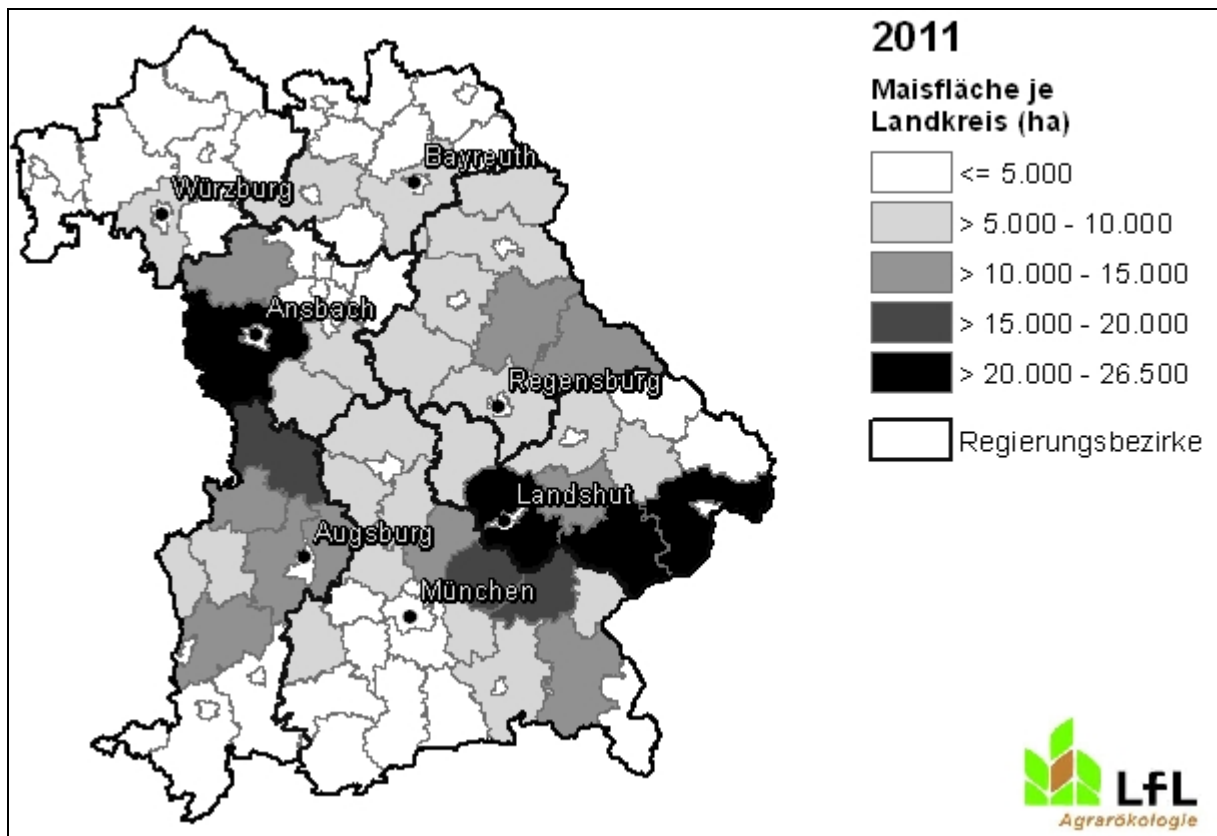 2011
Maisfläche je
Landkreis (ha)
<= 5.000
> 5.000 - 10.000
> 10.000 - 15.000
> 15.000 - 20.000
> 20.000 - 26.500
Regierungsbezirke
Bayreuth
Würzburg
Ansbach
Regensburg
Landshut
Augsburg
München
LfL
Agrarökologie